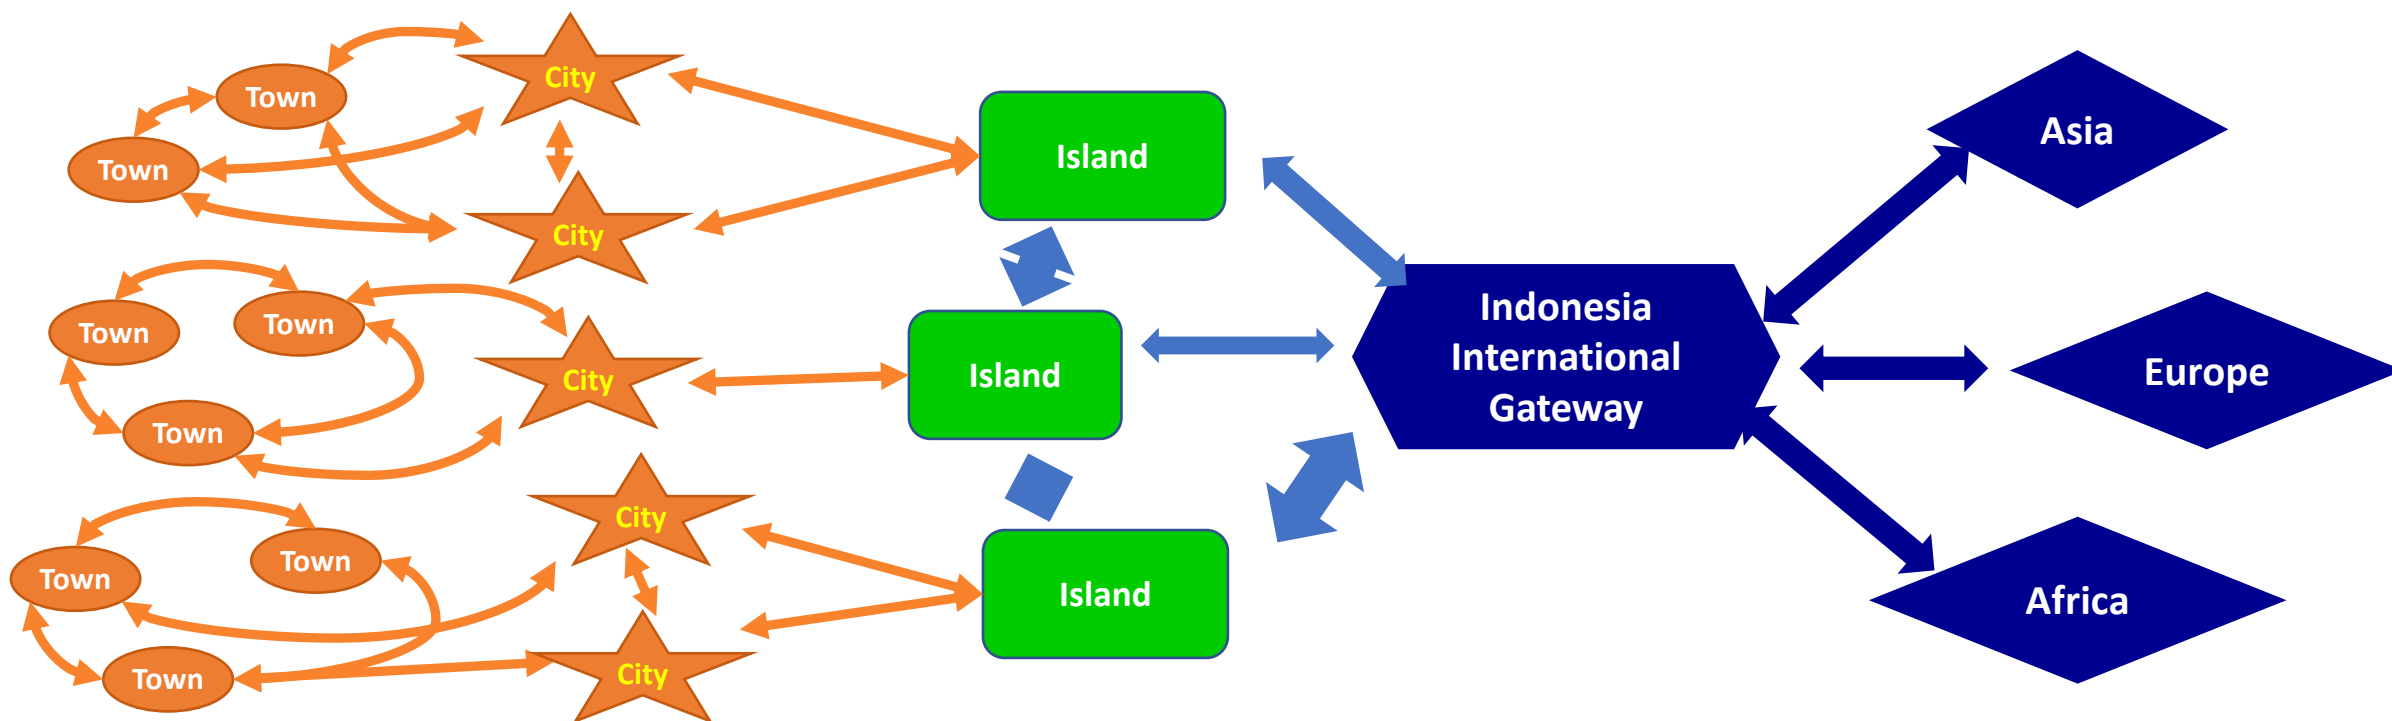 Town
Town
City
City
Town
Town
Town
City
Town
Town
Town
City
City
Island
Island
Island
Indonesia
International
Gateway
Asia
Europe
Africa